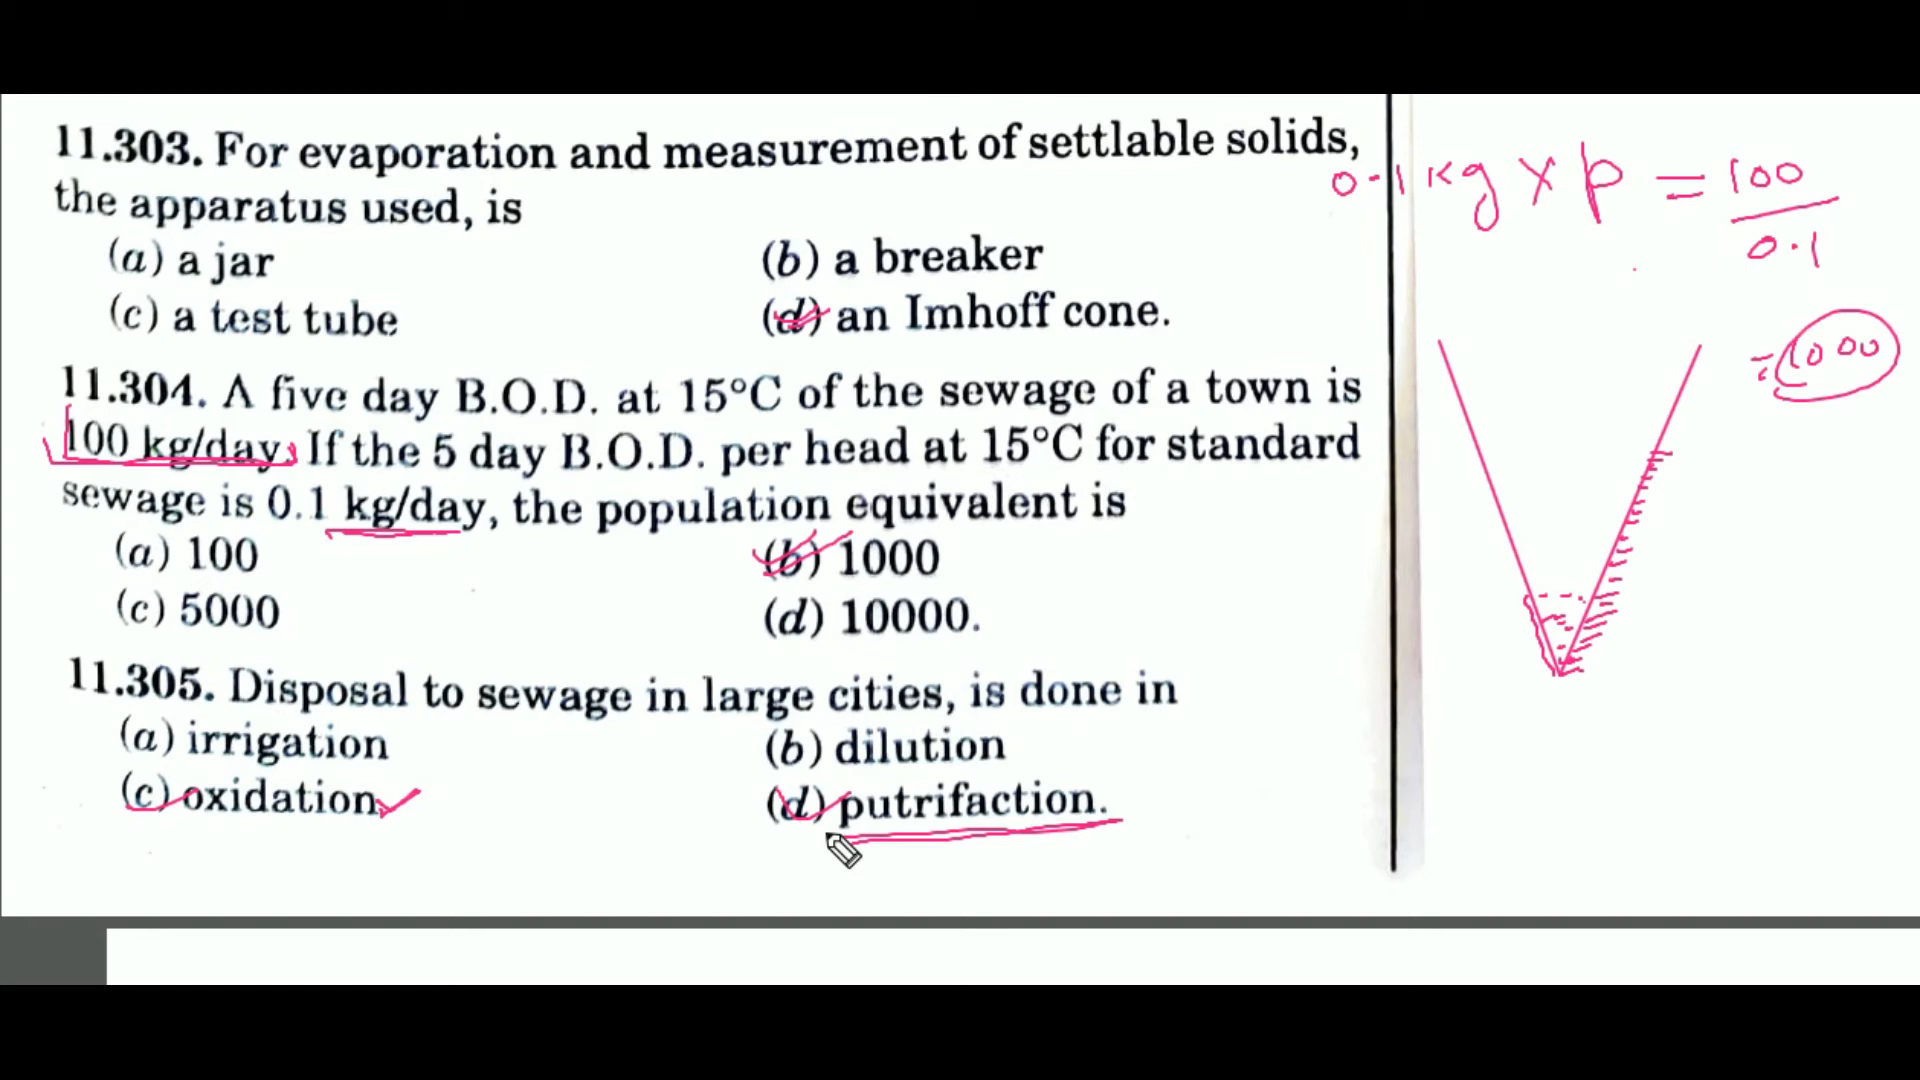 11.303. For evaporation and measurement of settlable solids,
the apparatus used, is
(a) a jar
(b) a breaker
(c) a test tube
(d) an Imhoff cone.
11.304. A five day B.O.D. at 15°C of the sewage of a town is
100 kg/day. If the 5 day B.O.D. per head at 15°C for standard
sewage is 0.1 kg/day, the population equivalent is
(a) 100
(b) 1000
(c) 5000
(d) 10000.
11.305. Disposal to sewage in large cities, is done in
(a) irrigation
(b) dilution
(c) oxidation
(d) putrifaction.
0.1 kg × p = 100
0.1
= 1000